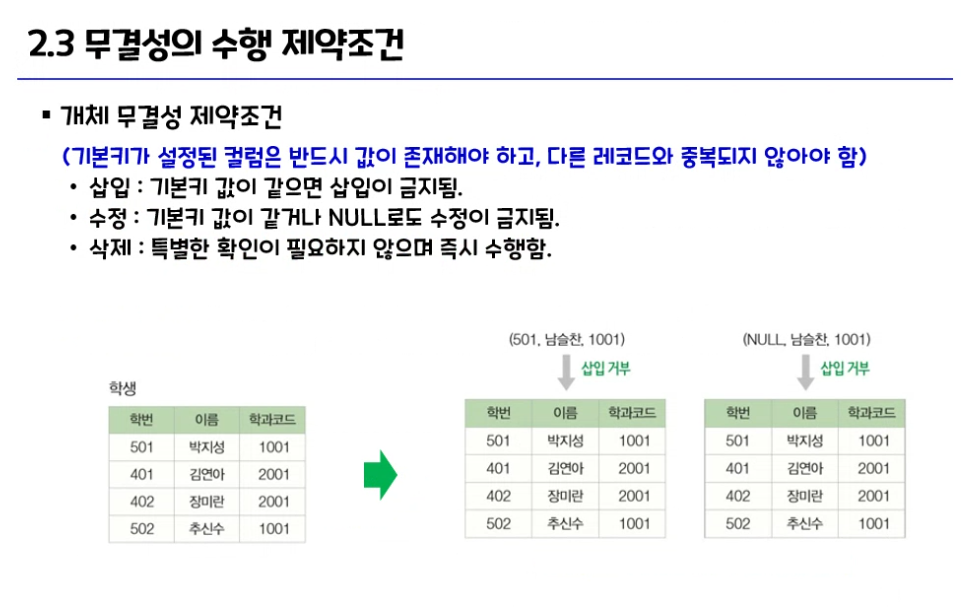 2.3 무결성의 수행 제약조건
▪ 개체 무결성 제약조건
(기본키가 설정된 컬럼은 반드시 값이 존재해야 하고, 다른 레코드와 중복되지 않아야 함)
• 삽입 : 기본키 값이 같으면 삽입이 금지됨.
• 수정 : 기본키 값이 같거나 NULL로도 수정이 금지됨.
• 삭제 : 특별한 확인이 필요하지 않으며 즉시 수행함.
학생
학번 이름 학과코드
501 박지성 1001
401 김연아 2001
402 장미란 2001
502 추신수 1001
(501, 남슬찬, 1001)
삽입 거부
학번 이름 학과코드
501 박지성 1001
401 김연아 2001
402 장미란 2001
502 추신수 1001
(NULL, 남슬찬, 1001)
삽입 거부
학번 이름 학과코드
501 박지성 1001
401 김연아 2001
402 장미란 2001
502 추신수 1001